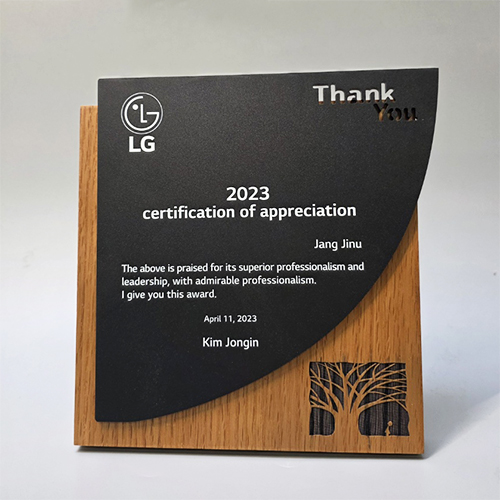 LG
Thank
You
2023
certification of appreciation
Jang Jinu
The above is praised for its superior professionalism and
leadership, with admirable professionalism.
I give you this award.
April 11, 2023
Kim Jongin